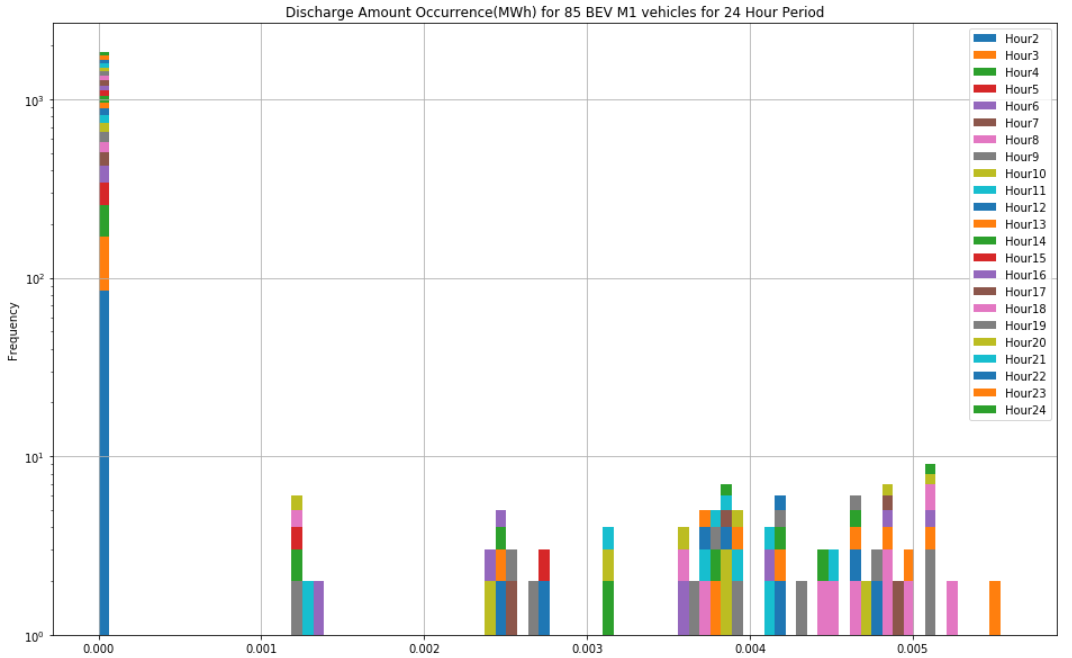 Discharge Amount Occurrence(MWh) for 85 BEV M1 vehicles for 24 Hour Period
Frequency
10³
10²
10¹
10⁰
0.000 0.001 0.002 0.003 0.004 0.005
Hour2
Hour3
Hour4
Hour5
Hour6
Hour7
Hour8
Hour9
Hour10
Hour11
Hour12
Hour13
Hour14
Hour15
Hour16
Hour17
Hour18
Hour19
Hour20
Hour21
Hour22
Hour23
Hour24